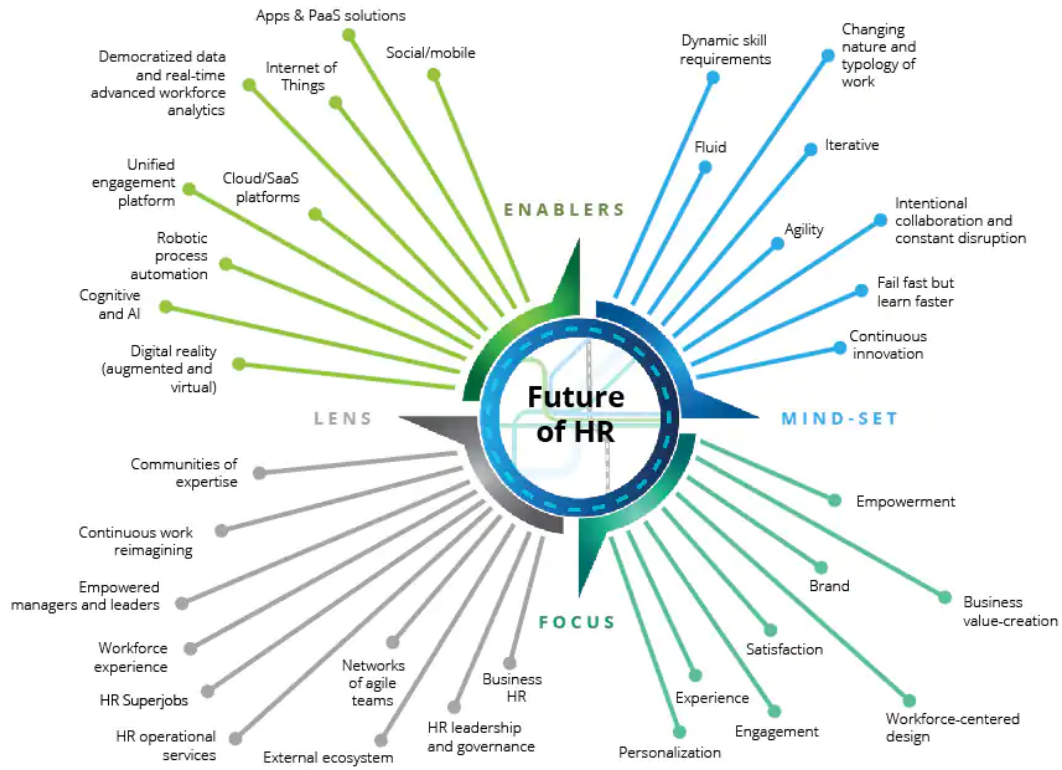 Apps & PaaS solutions
Social/mobile
Democratized data
and real-time
advanced workforce
analytics
Internet of
Things
Unified
engagement
platform
Cloud/SaaS
platforms
Robotic
process
automation
Cognitive
and AI
Digital reality
(augmented and
virtual)
ENABLERS
Dynamic skill
requirements
Changing
nature and
typology of
work
Fluid
Iterative
Agility
Intentional
collaboration and
constant disruption
Fail fast but
learn faster
Continuous
innovation
MIND-SET
Future
of HR
LENS
Communities of
expertise
Continuous work
reimagining
Empowered
managers and leaders
Workforce
experience
HR Superjobs
HR operational
services
Networks
of agile
teams
External ecosystem
HR leadership
and governance
Business
HR
FOCUS
Empowerment
Brand
Business
value-creation
Satisfaction
Workforce-centered
design
Experience
Engagement
Personalization